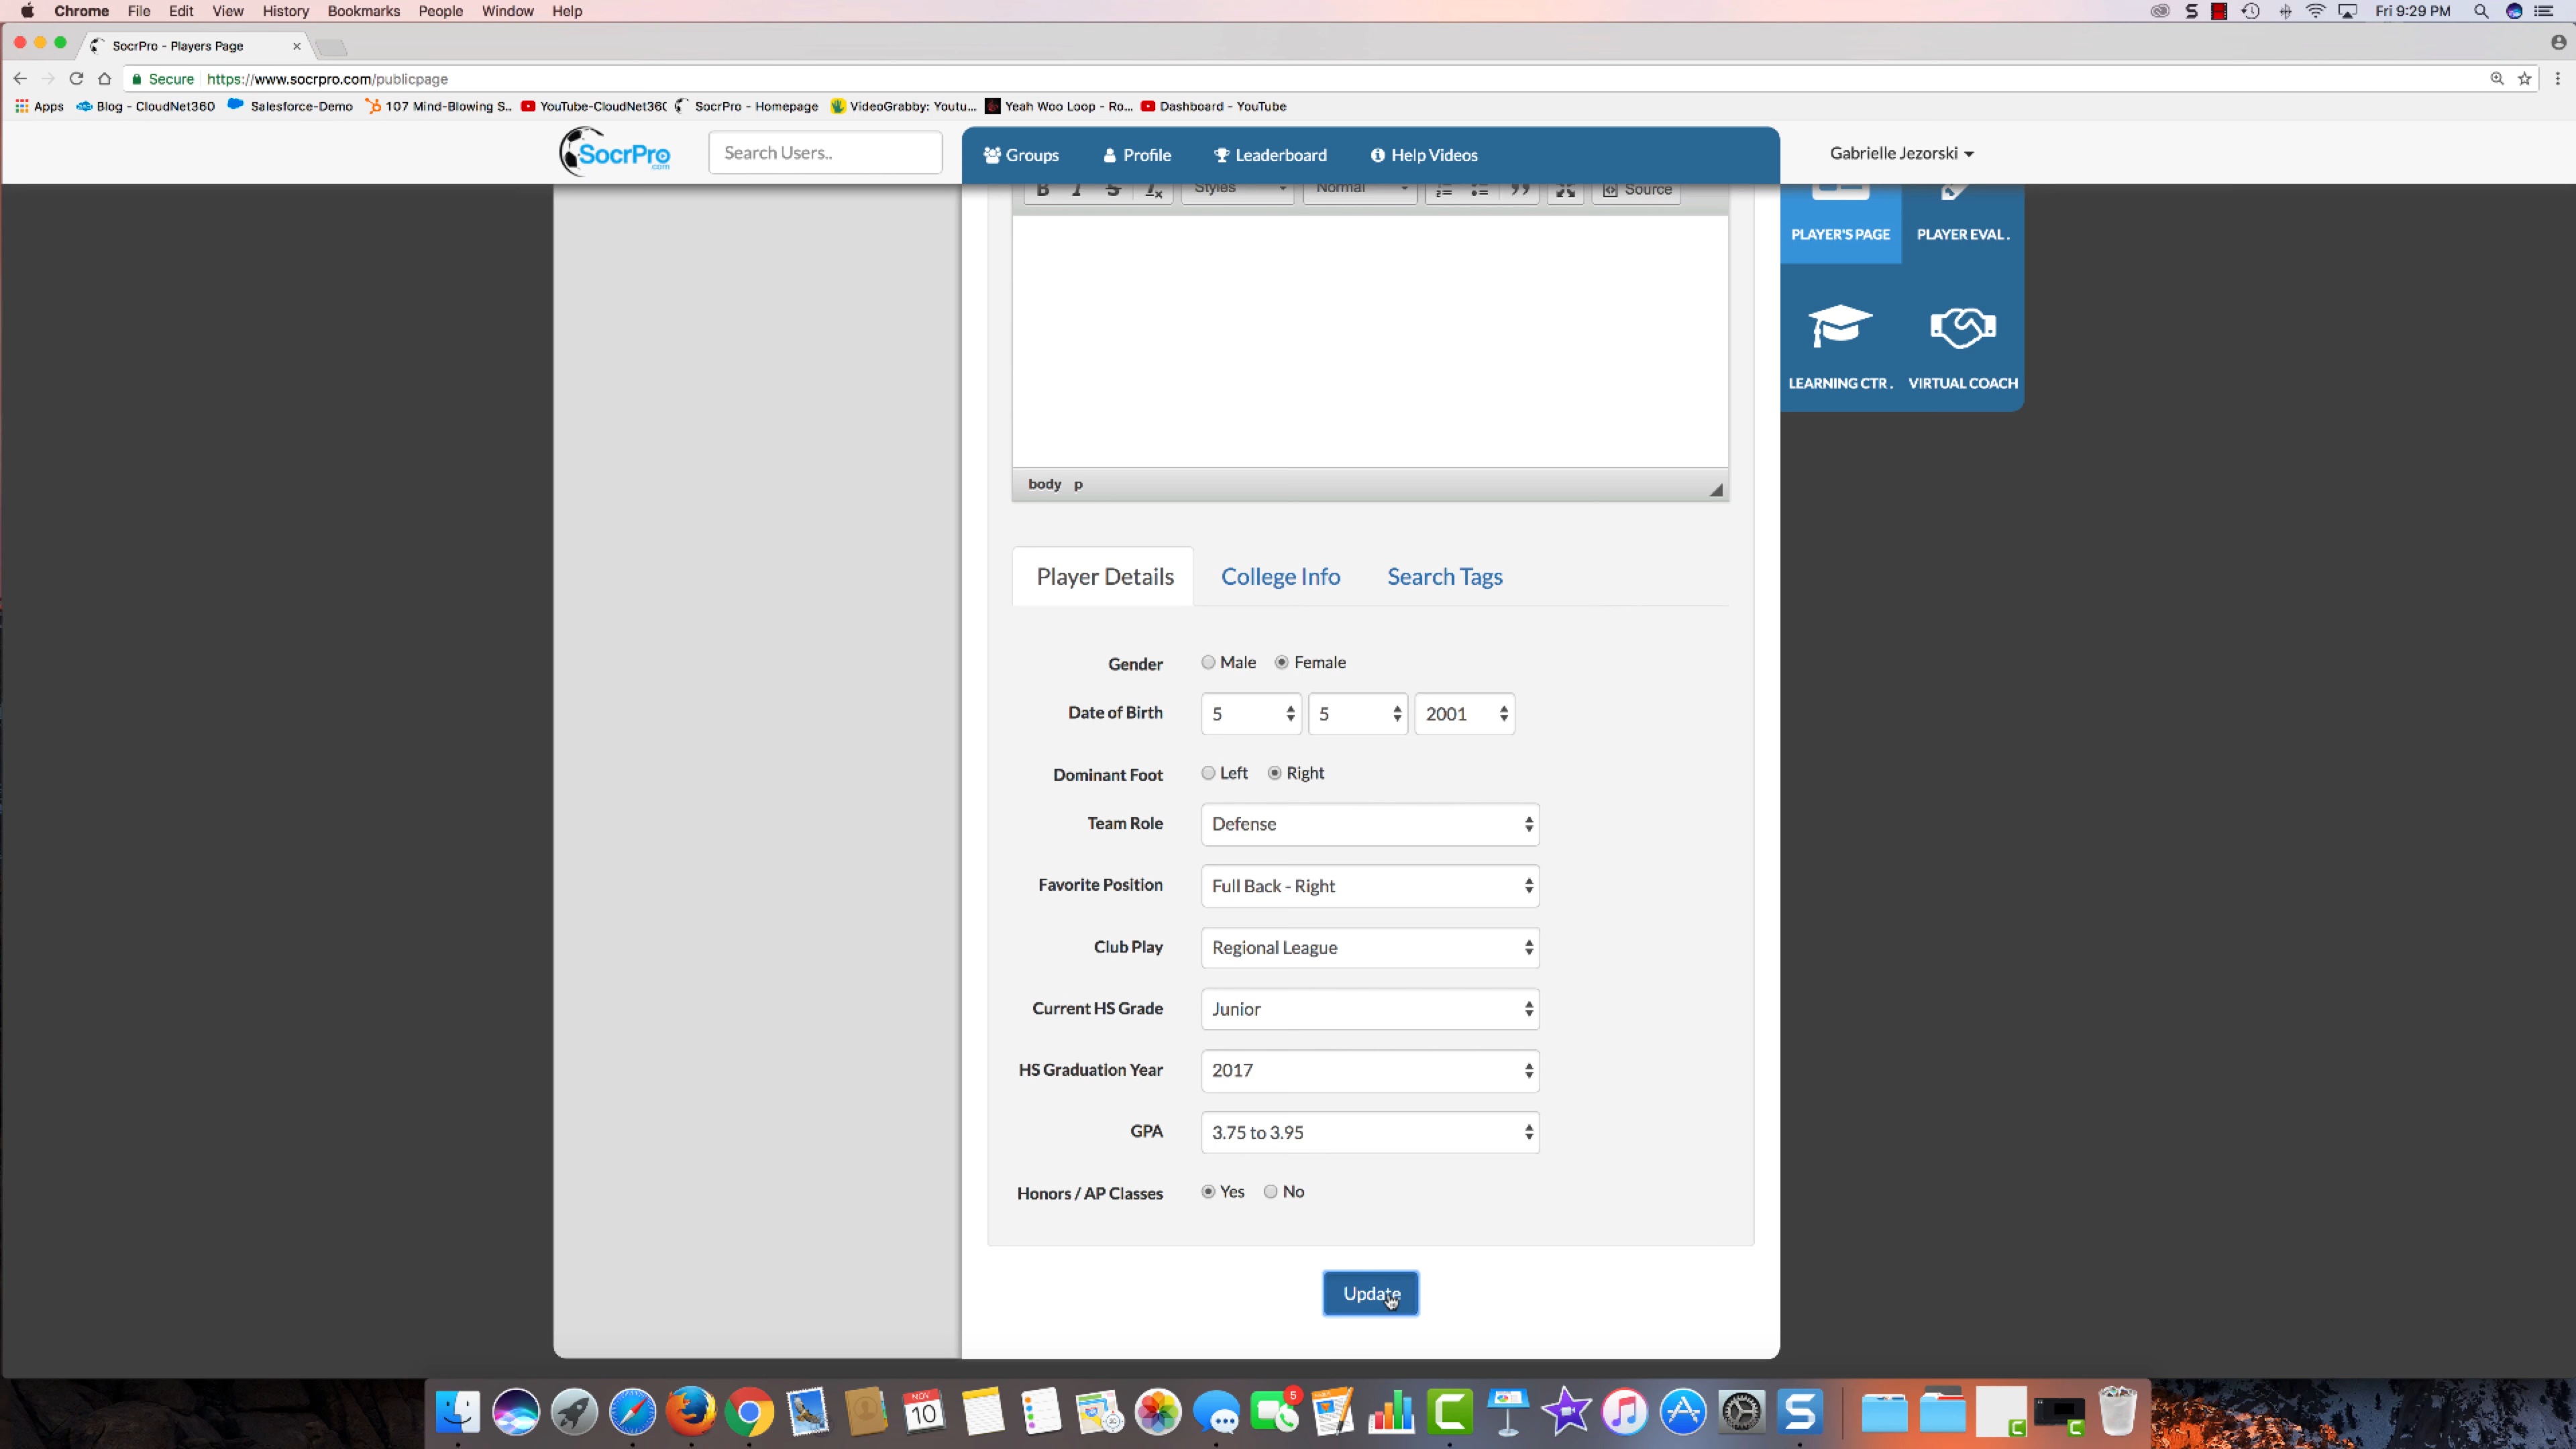 Chrome File Edit View History Bookmarks People Window Help Fri 9:29 PM
SocrPro - Players Page
Secure https://www.socrpro.com/publicpage
Apps Blog - CloudNet360 Salesforce-Demo 107 Mind-Blowing S.. YouTube-CloudNet360 SocrPro - Homepage VideoGrabby: Youtu... Yeah Woo Loop - Ro... Dashboard - YouTube
SocrPro.com Search Users.. Groups Profile Leaderboard Help Videos Gabrielle Jezorski
B I S Ix Styles Normal Source
PLAYER'S PAGE PLAYER EVAL.
LEARNING CTR. VIRTUAL COACH
body p
Player Details College Info Search Tags
Gender Male Female
Date of Birth 5 5 2001
Dominant Foot Left Right
Team Role Defense
Favorite Position Full Back - Right
Club Play Regional League
Current HS Grade Junior
HS Graduation Year 2017
GPA 3.75 to 3.95
Honors / AP Classes Yes No
Update
NOV
10
5